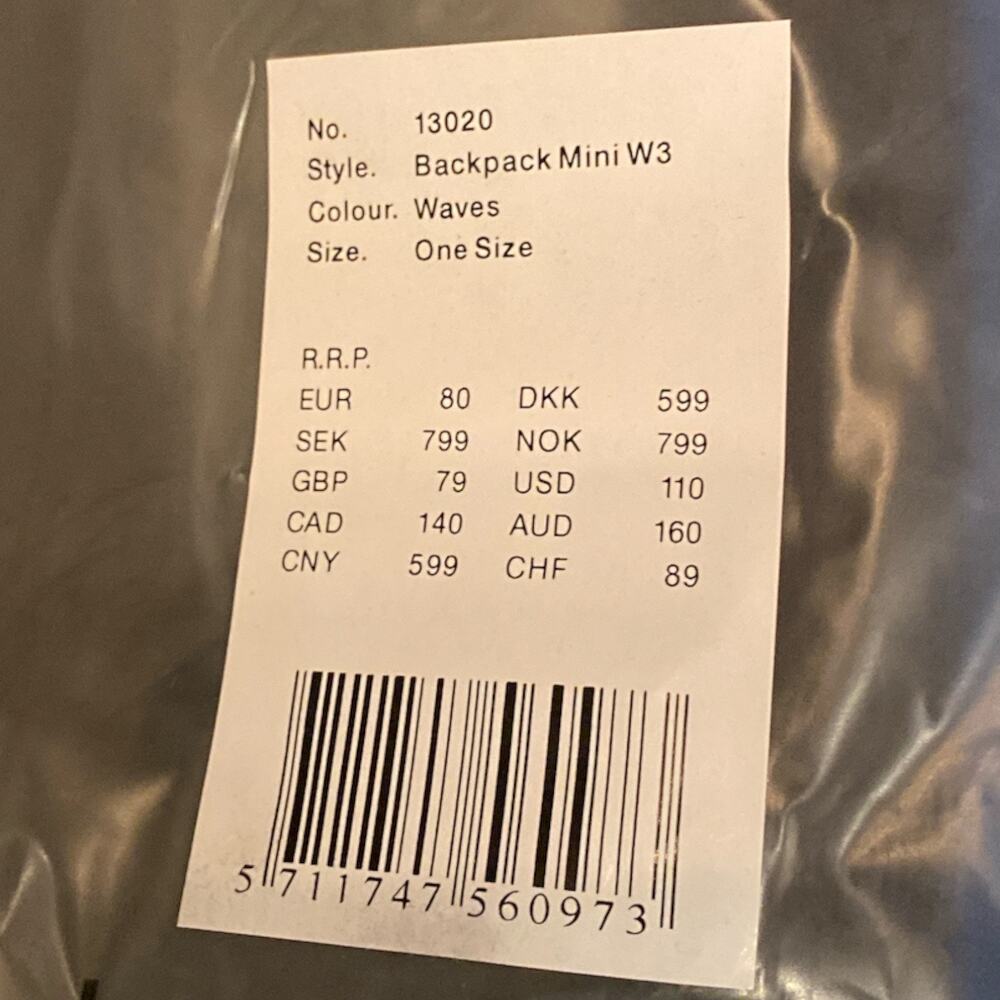 No. 13020
Style. Backpack Mini W3
Colour. Waves
Size. One Size
R.R.P.
EUR 80 DKK 599
SEK 799 NOK 799
GBP 79 USD 110
CAD 140 AUD 160
CNY 599 CHF 89
5 711747 560973